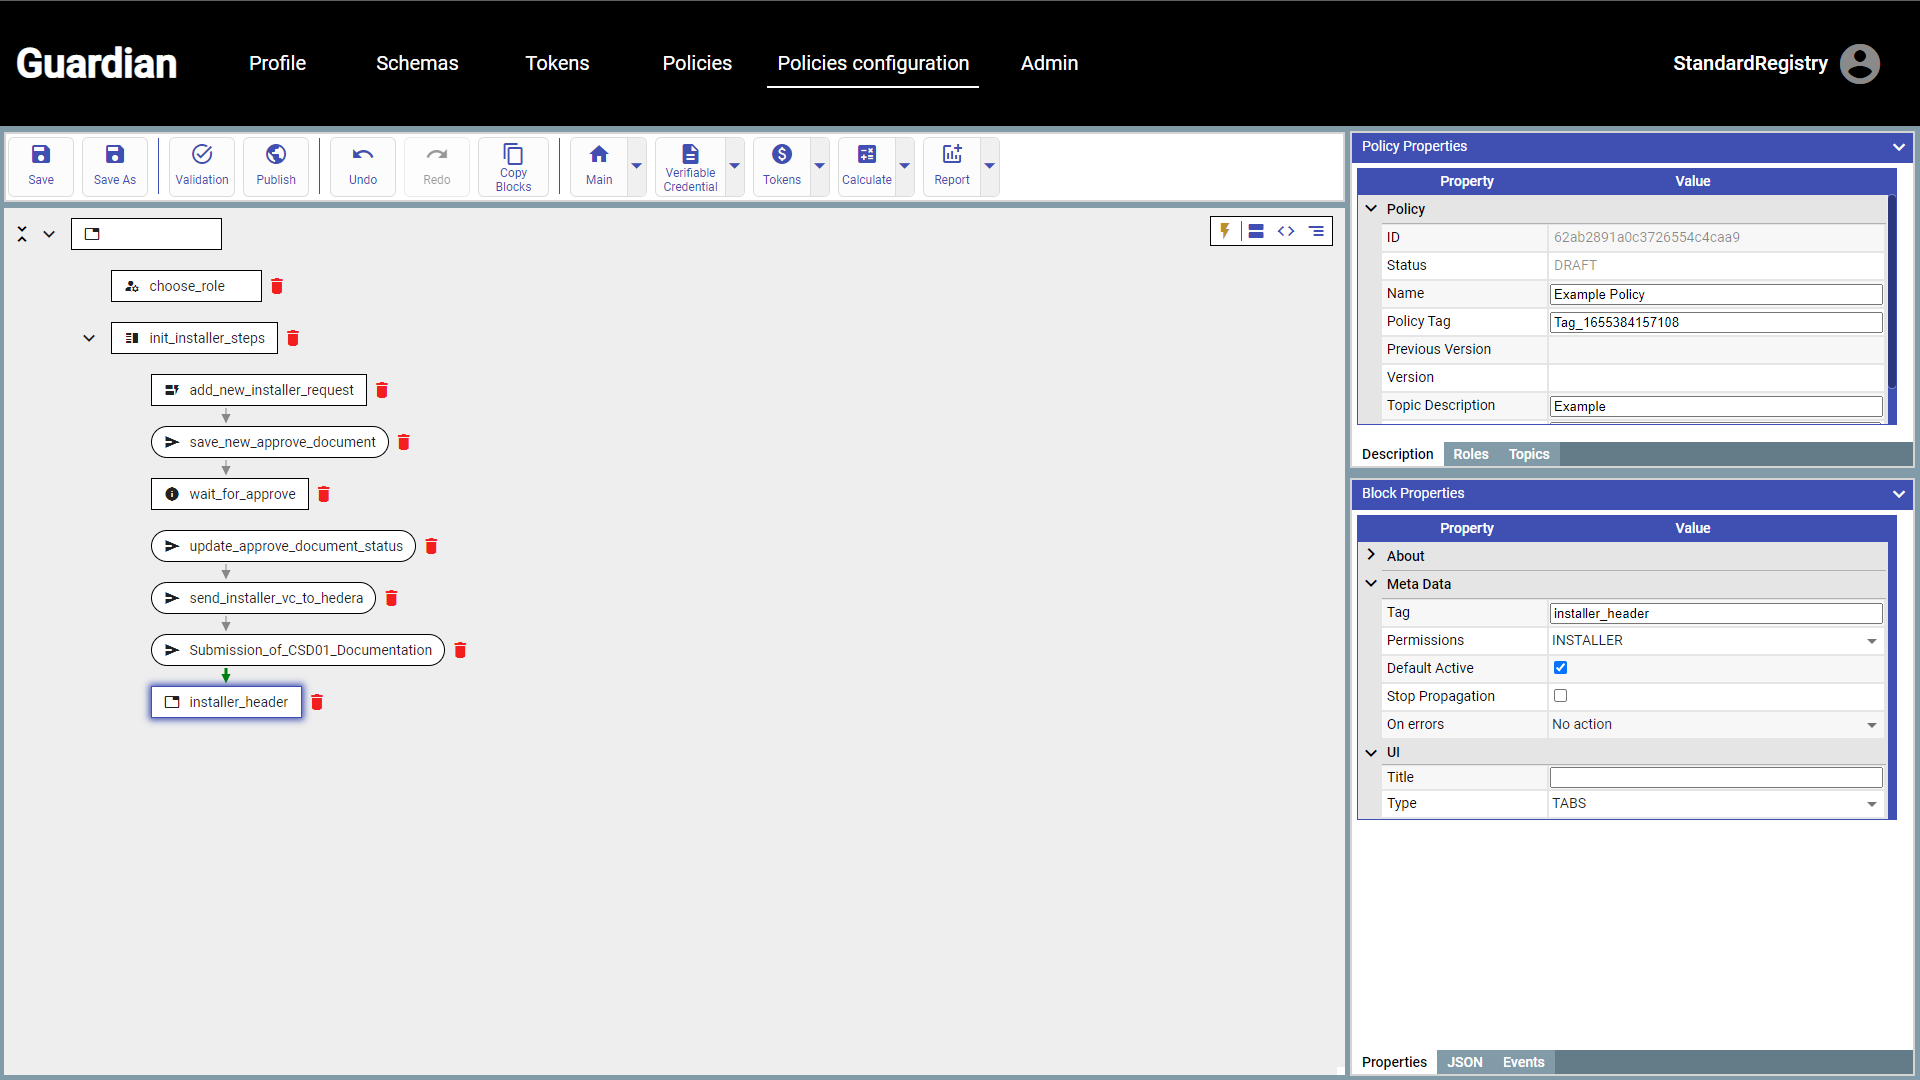 Guardian
Profile
Schemas
Tokens
Policies
Policies configuration
Admin
StandardRegistry
Save
Save As
Validation
Publish
Undo
Redo
Copy
Blocks
Main
Verifiable
Credential
Tokens
Calculate
Report
choose_role
init_installer_steps
add_new_installer_request
save_new_approve_document
wait_for_approve
update_approve_document_status
send_installer_vc_to_hedera
Submission_of_CSD01_Documentation
installer_header
Policy Properties
Property Value
Policy
ID 62ab2891a0c3726554c4caa9
Status DRAFT
Name Example Policy
Policy Tag Tag_1655384157108
Previous Version
Version
Topic Description Example
Description Roles Topics
Block Properties
Property Value
About
Meta Data
Tag installer_header
Permissions INSTALLER
Default Active
Stop Propagation
On errors No action
UI
Title
Type TABS
Properties JSON Events